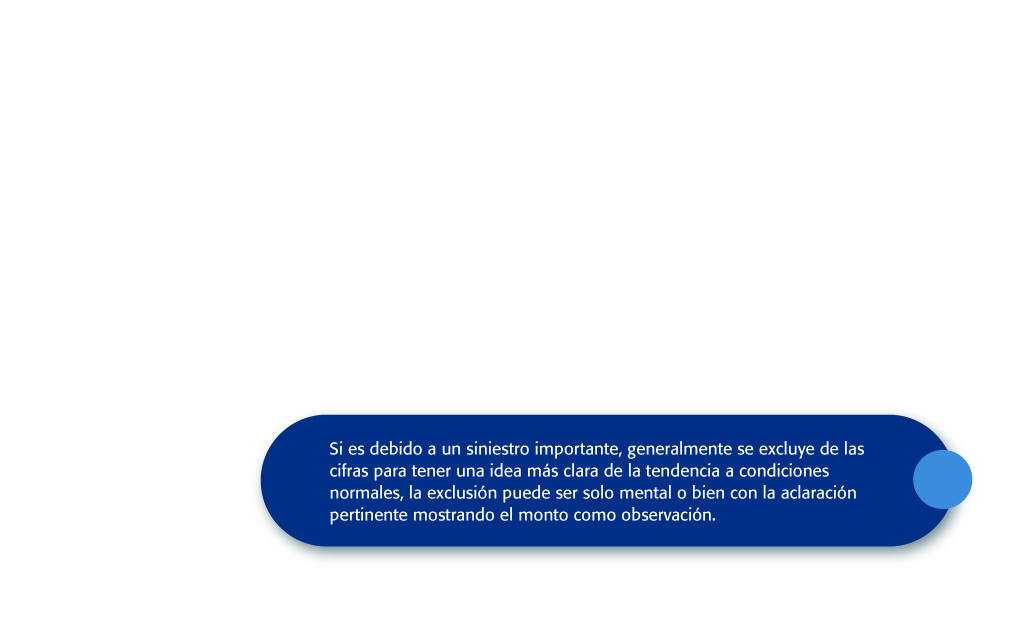 Si es debido a un siniestro importante, generalmente se excluye de las
cifras para tener una idea más clara de la tendencia a condiciones
normales, la exclusión puede ser solo mental o bien con la aclaración
pertinente mostrando el monto como observación.